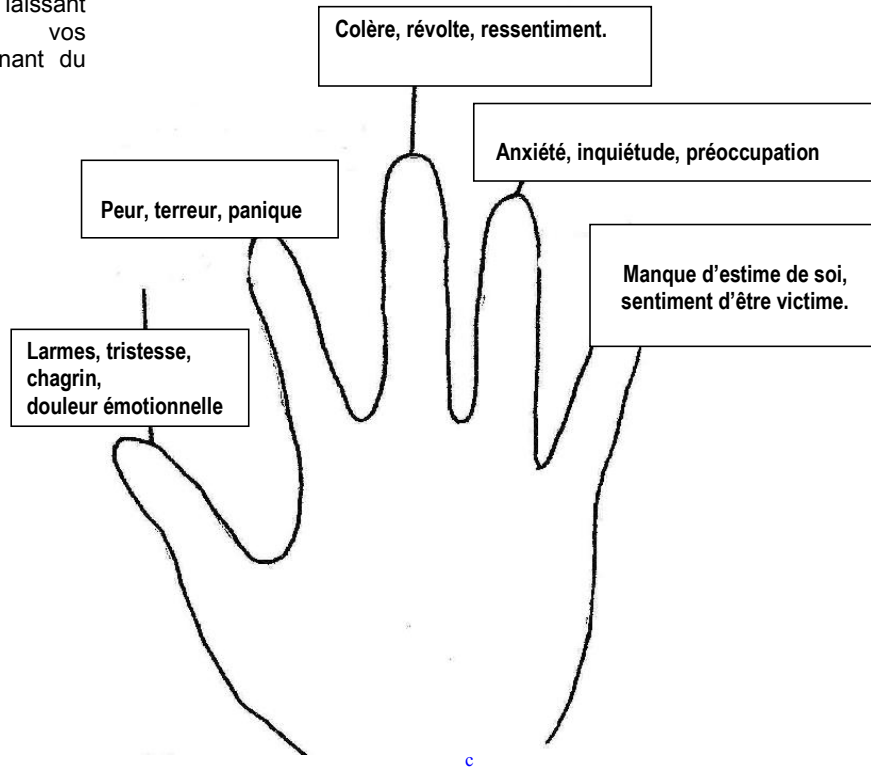 laissant
vos
du
Colère, révolte, ressentiment.
Anxiété, inquiétude, préoccupation
Peur, terreur, panique
Manque d’estime de soi,
sentiment d’être victime.
Larmes, tristesse,
chagrin,
douleur émotionnelle
c